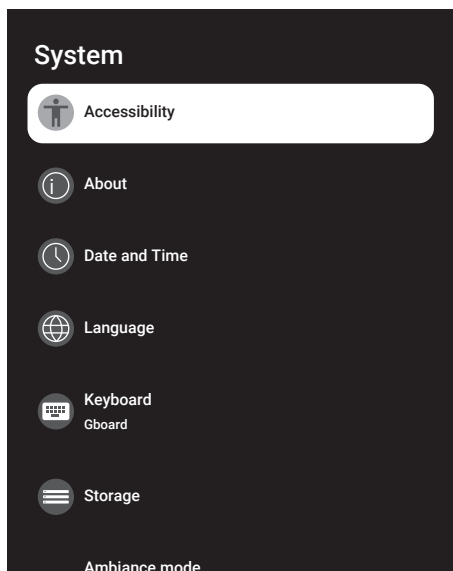 System
Accessibility
About
Date and Time
Language
Keyboard
Gboard
Storage
Ambiance mode